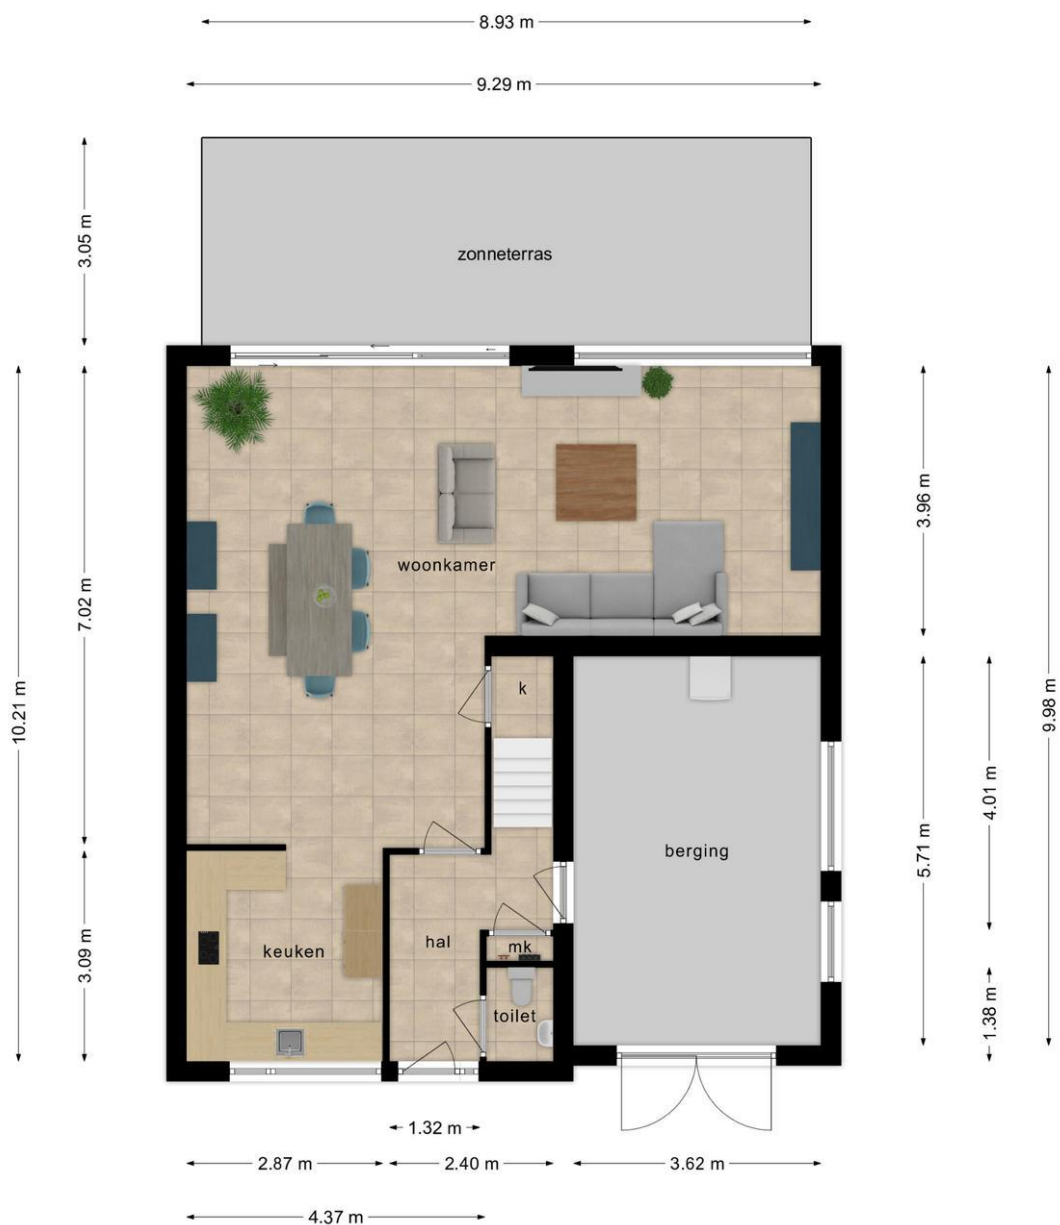 8.93 m
9.29 m
3.05 m
zonneterras
3.96 m
woonkamer
7.02 m
k
10.21 m
9.98 m
4.01 m
5.71 m
berging
hal
mk
keuken
3.09 m
toilet
1.38 m
1.32 m
2.87 m
2.40 m
3.62 m
4.37 m